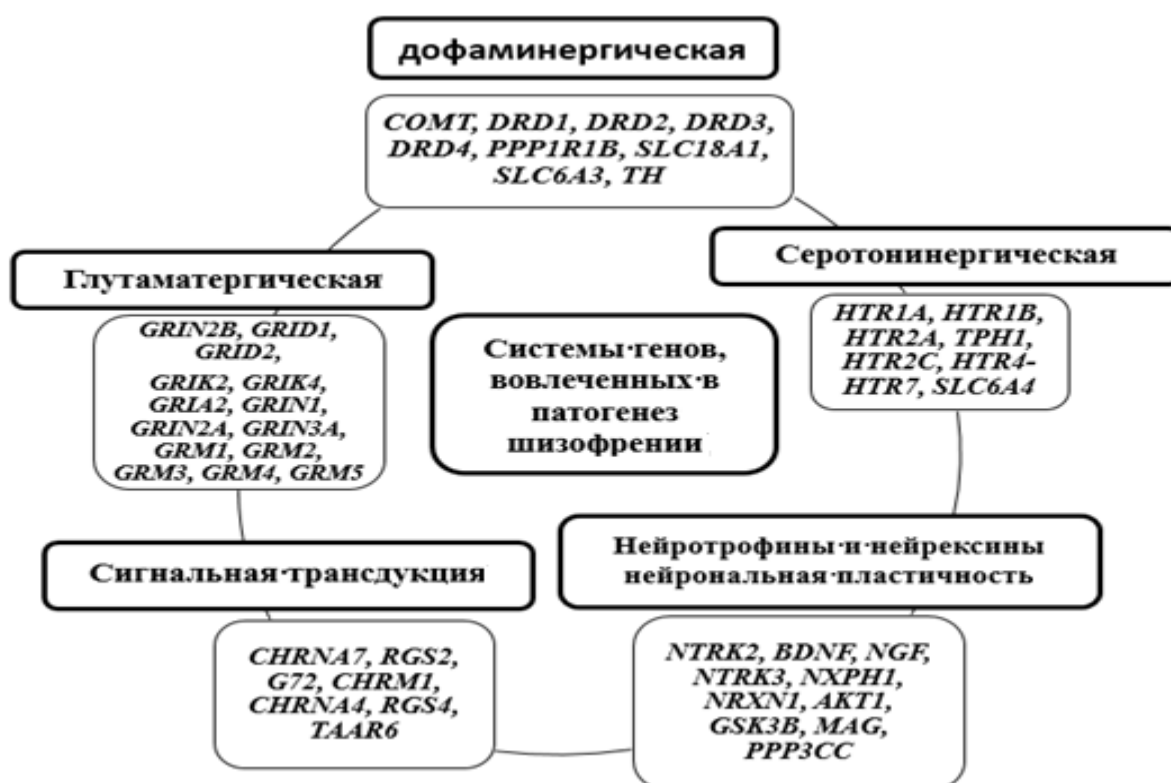 дофаминергическая
COMT, DRD1, DRD2, DRD3,
DRD4, PPP1R1B, SLC18A1,
SLC6A3, TH
Глутаматергическая
GRIN2B, GRID1,
GRID2,
GRIK2, GRIK4,
GRIA2, GRIN1,
GRIN2A, GRIN3A,
GRM1, GRM2,
GRM3, GRM4, GRM5
Системы·генов,
вовлеченных·в
патогенез
шизофрении
Серотонинергическая
HTR1A, HTR1B,
HTR2A, TPH1,
HTR2C, HTR4-
HTR7, SLC6A4
Сигнальная·трансдукция
CHRNA7, RGS2,
G72, CHRM1,
CHRNA4, RGS4,
TAAR6
Нейротрофины·и·нейрексины
нейрональная·пластичность
NTRK2, BDNF, NGF,
NTRK3, NXPH1,
NRXN1, AKT1,
GSK3B, MAG,
PPP3CC